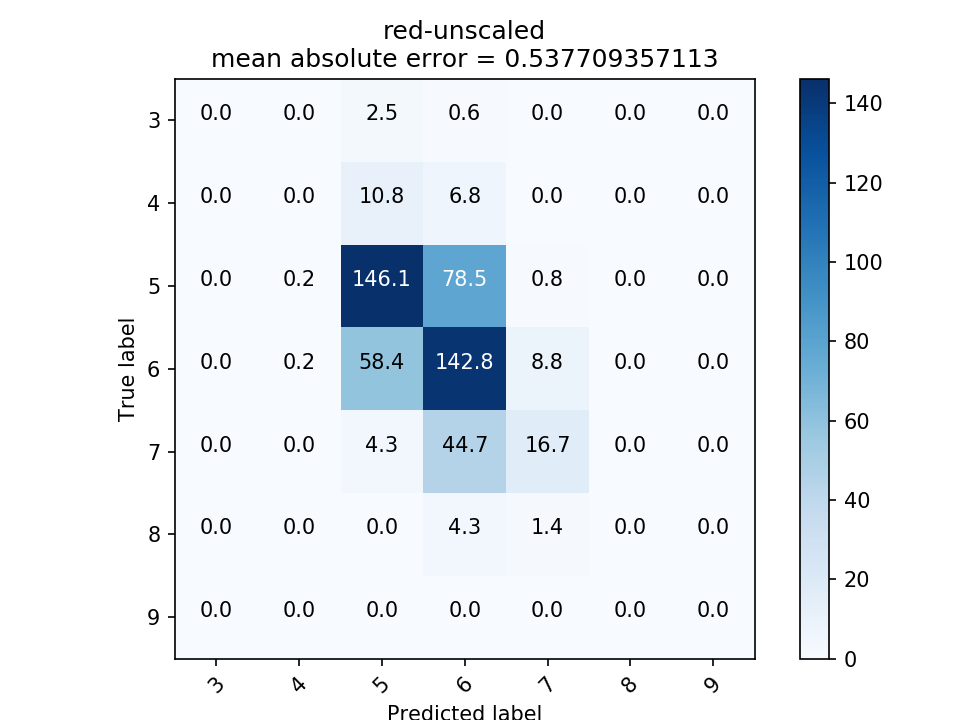 red-unscaled
mean absolute error = 0.537709357113
3 0.0 0.0 2.5 0.6 0.0 0.0 0.0
4 0.0 0.0 10.8 6.8 0.0 0.0 0.0
5 0.0 0.2 146.1 78.5 0.8 0.0 0.0
6 0.0 0.2 58.4 142.8 8.8 0.0 0.0
7 0.0 0.0 4.3 44.7 16.7 0.0 0.0
8 0.0 0.0 0.0 4.3 1.4 0.0 0.0
9 0.0 0.0 0.0 0.0 0.0 0.0 0.0
3 4 5 6 7 8 9
True label
Predicted label
140
120
100
80
60
40
20
0